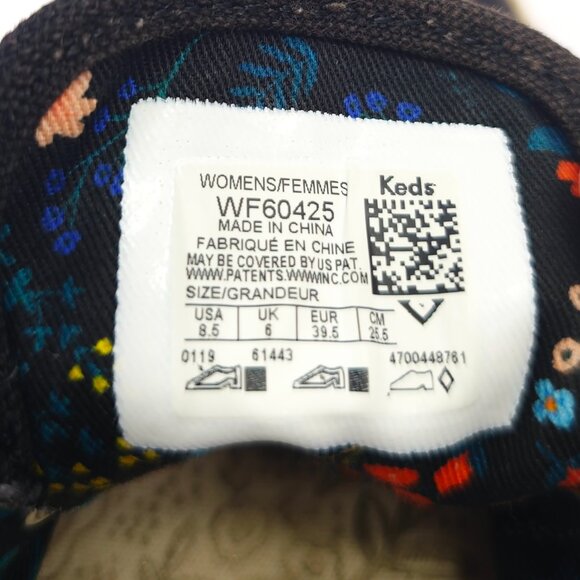 WOMENS/FEMMES
Keds
WF60425
MADE IN CHINA
FABRIQUÉ EN CHINE
MAY BE COVERED BY US PAT.
WWW.PATENTS.WWWINC.COM
SIZE/GRANDEUR
USA UK EUR CM
8.5 6 39.5 25.5
0119 61443 4700448761